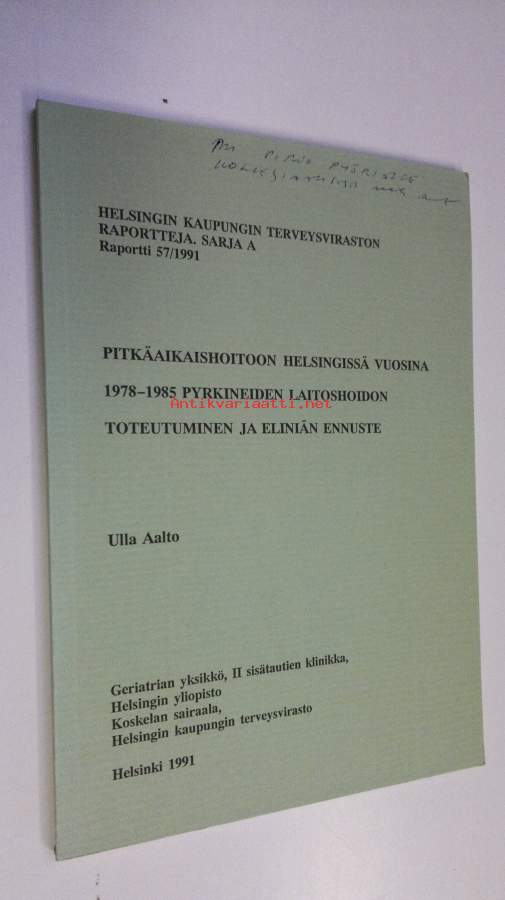 HELSINGIN KAUPUNGIN TERVEYSVIRASTON
RAPORTTEJA. SARJA A
Raportti 57/1991
PITKÄAIKAISHOITOON HELSINGISSÄ VUOSINA
1978–1985 PYRKINEIDEN LAITOSHOIDON
Antikvariaatti.net
TOTEUTUMINEN JA ELINIÄN ENNUSTE
Ulla Aalto
Geriatrian yksikkö, II sisätautien klinikka,
Helsingin yliopisto
Koskelan sairaala,
Helsingin kaupungin terveysvirasto
Helsinki 1991